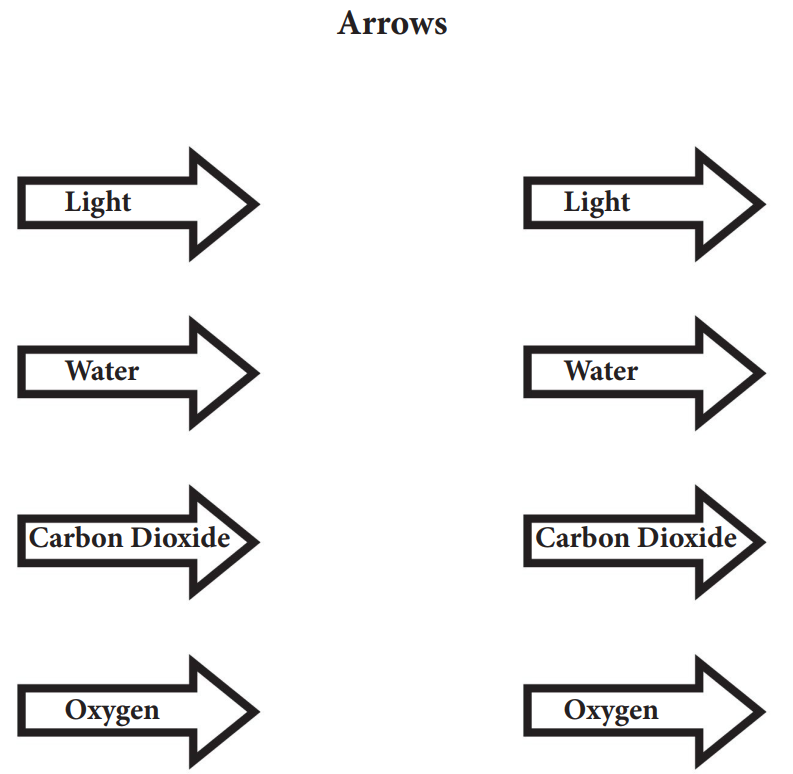 Arrows
Light
Light
Water
Water
Carbon Dioxide
Carbon Dioxide
Oxygen
Oxygen